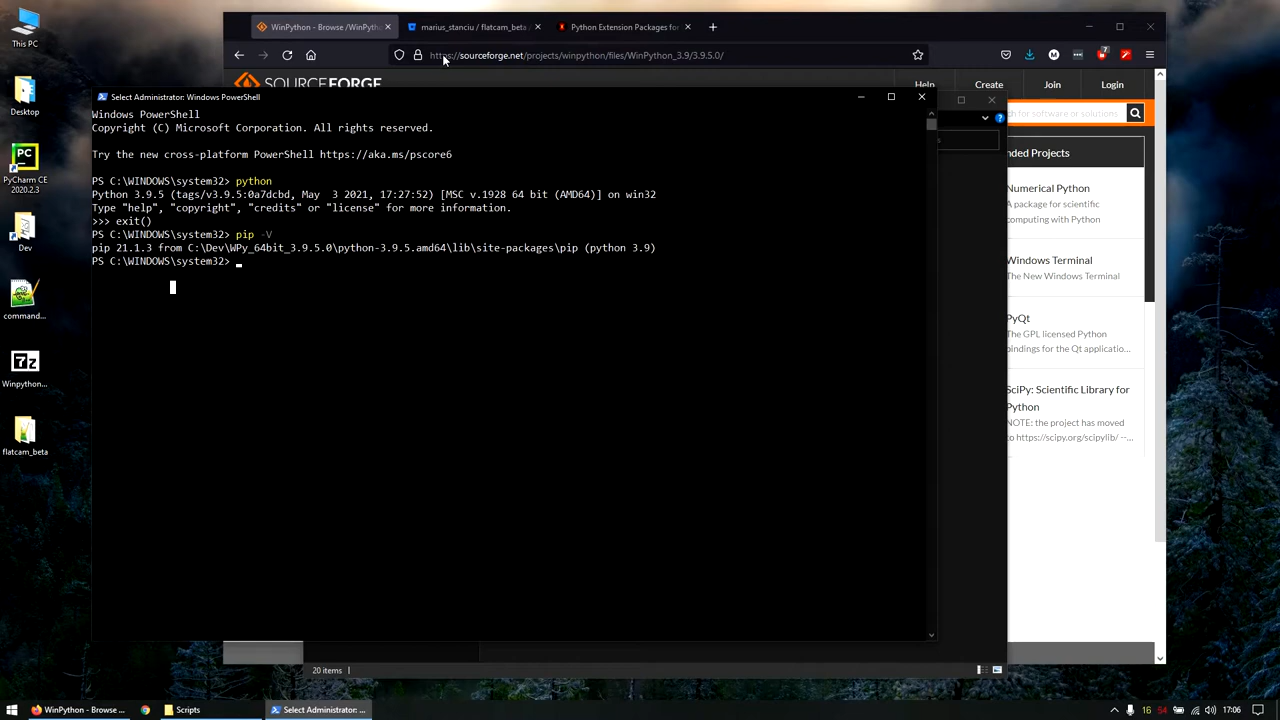 This PC
Desktop
PyCharm CE
2020.2.3
Dev
command...
Winpython...
flatcam_beta
WinPython - Browse /WinPytho
marius_stanciu / flatcam_beta
Python Extension Packages for
https://sourceforge.net/projects/winpython/files/WinPython_3.9/3.9.5.0/
7
SOURCEFORGE
Help
Create
Join
Login
Select Administrator: Windows PowerShell
Windows PowerShell
Copyright (C) Microsoft Corporation. All rights reserved.
Try the new cross-platform PowerShell https://aka.ms/pscore6
PS C:\WINDOWS\system32> python
Python 3.9.5 (tags/v3.9.5:0a7dcbd, May  3 2021, 17:27:52) [MSC v.1928 64 bit (AMD64)] on win32
Type "help", "copyright", "credits" or "license" for more information.
>>> exit()
PS C:\WINDOWS\system32> pip -V
pip 21.1.3 from C:\Dev\WPy_64bit_3.9.5.0\python-3.9.5.amd64\lib\site-packages\pip (python 3.9)
PS C:\WINDOWS\system32>
ch for software or solutions
nded Projects
Numerical Python
A package for scientific
computing with Python
Windows Terminal
The New Windows Terminal
PyQt
The GPL licensed Python
bindings for the Qt applicatio...
SciPy: Scientific Library for
Python
NOTE: the project has moved
to https://scipy.org/scipylib/ --...
20 items
WinPython - Browse ...
Scripts
Select Administrator: ...
16
54
17:06